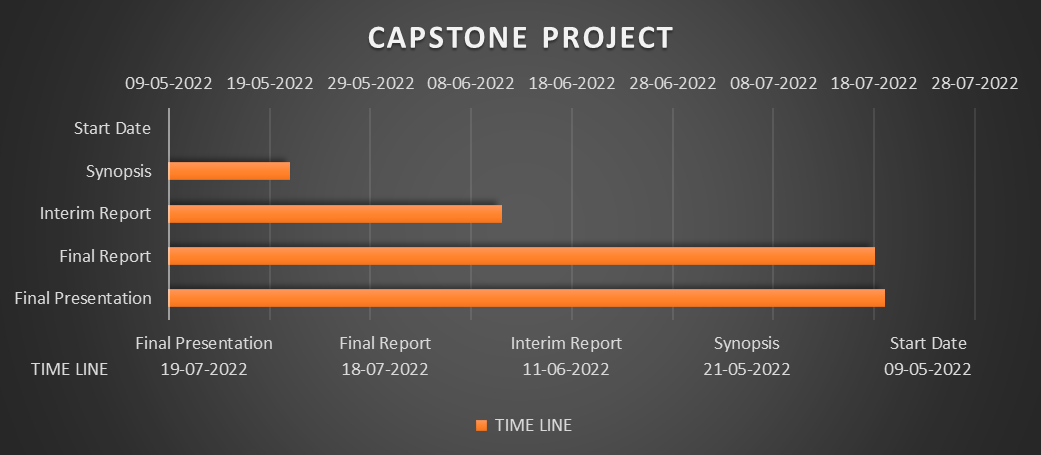 CAPSTONE PROJECT
09-05-2022 19-05-2022 29-05-2022 08-06-2022 18-06-2022 28-06-2022 08-07-2022 18-07-2022 28-07-2022
Start Date
Synopsis
Interim Report
Final Report
Final Presentation
Final Presentation Final Report Interim Report Synopsis Start Date
TIME LINE 19-07-2022 18-07-2022 11-06-2022 21-05-2022 09-05-2022
TIME LINE